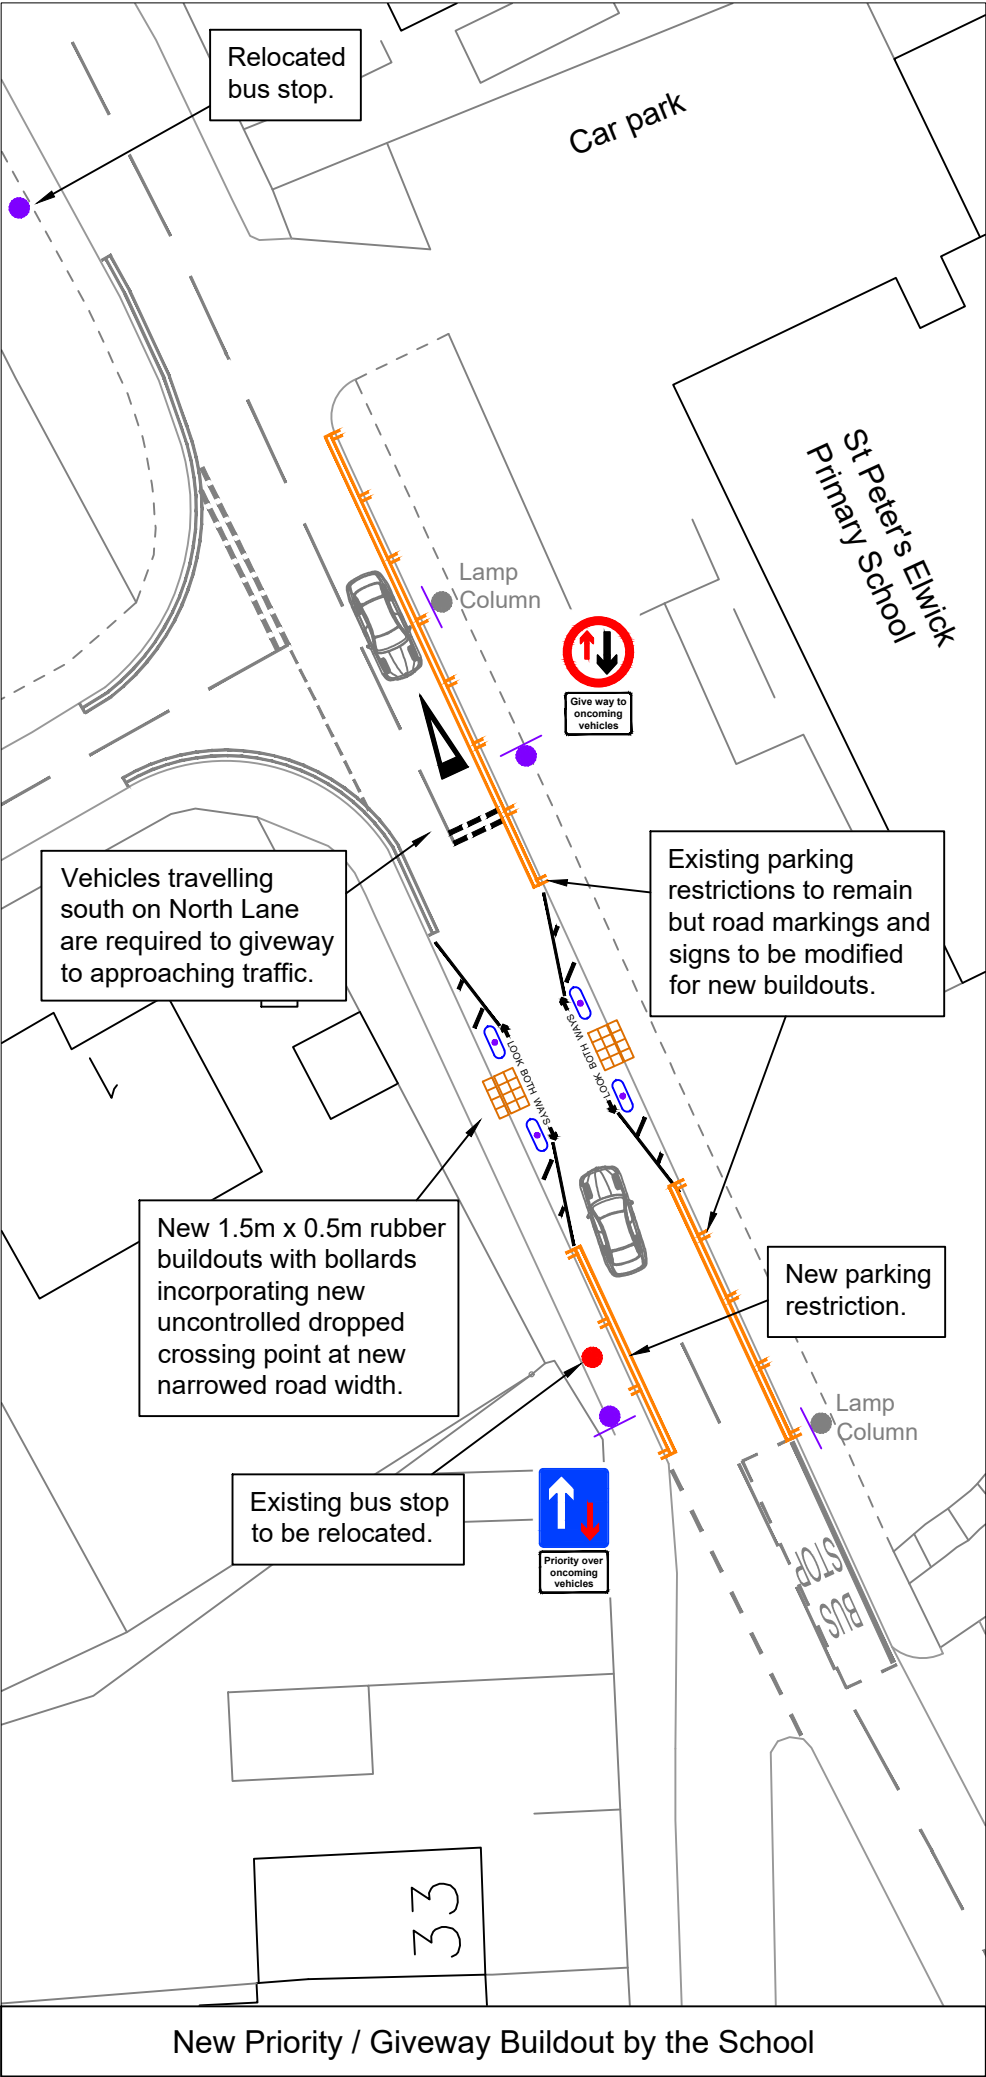 Relocated
bus stop.
Car park
St Peter's Elwick
Primary School
Lamp
Column
Give way to
oncoming
vehicles
Vehicles travelling
south on North Lane
are required to giveway
to approaching traffic.
Existing parking
restrictions to remain
but road markings and
signs to be modified
for new buildouts.
LOOK BOTH WAYS
LOOK BOTH WAYS
New 1.5m x 0.5m rubber
buildouts with bollards
incorporating new
uncontrolled dropped
crossing point at new
narrowed road width.
New parking
restriction.
Lamp
Column
Existing bus stop
to be relocated.
Priority over
oncoming
vehicles
BUS
STOP
33
New Priority / Giveway Buildout by the School